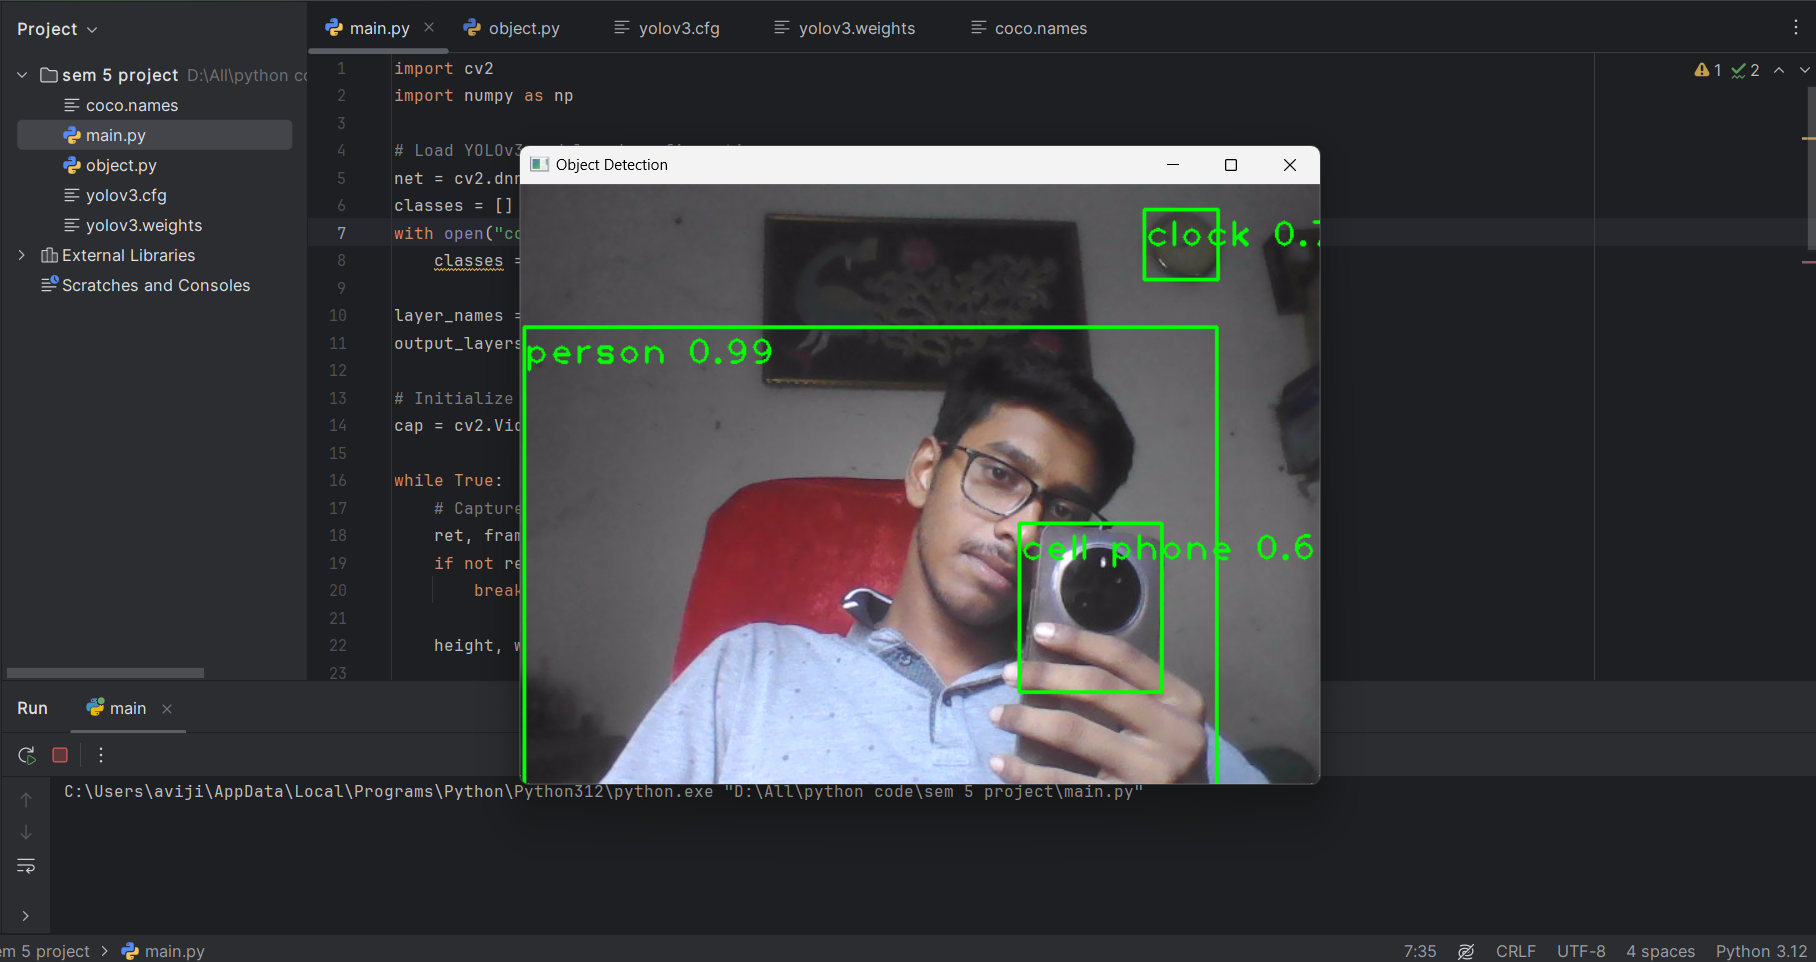 Project
main.py
object.py
yolov3.cfg
yolov3.weights
coco.names
sem 5 project D:\All\python co
coco.names
main.py
object.py
yolov3.cfg
yolov3.weights
External Libraries
Scratches and Consoles
1 2
1 import cv2
2 import numpy as np
3
4 # Load YOLOv3
5 net = cv2.dnn
6 classes = []
7 with open("co
8 classes =
9
10 layer_names =
11 output_layers
12
13 # Initialize
14 cap = cv2.Vid
15
16 while True:
17 # Capture
18 ret, fram
19 if not re
20 break
21
22 height, w
23
Object Detection
clock 0.7
person 0.99
cell phone 0.6
Run main
C:\Users\aviji\AppData\Local\Programs\Python\Python312\python.exe "D:\All\python code\sem 5 project\main.py"
em 5 project > main.py
7:35 CRLF UTF-8 4 spaces Python 3.12